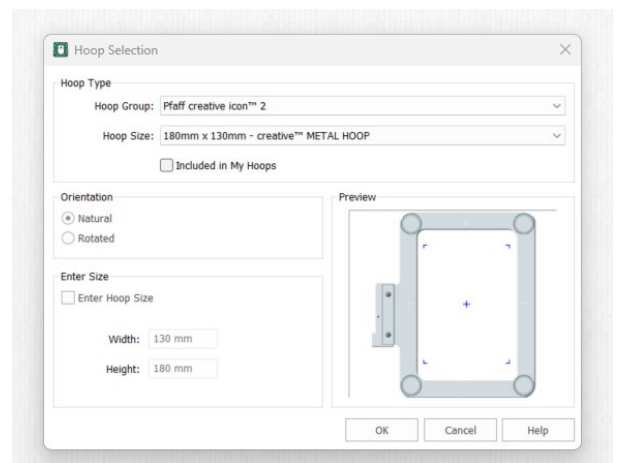 Hoop Selection
Hoop Type
Hoop Group: Pfaff creative icon™ 2
Hoop Size: 180mm x 130mm - creative™ METAL HOOP
Included in My Hoops
Orientation
Natural
Rotated
Enter Size
Enter Hoop Size
Width: 130 mm
Height: 180 mm
Preview
OK Cancel Help